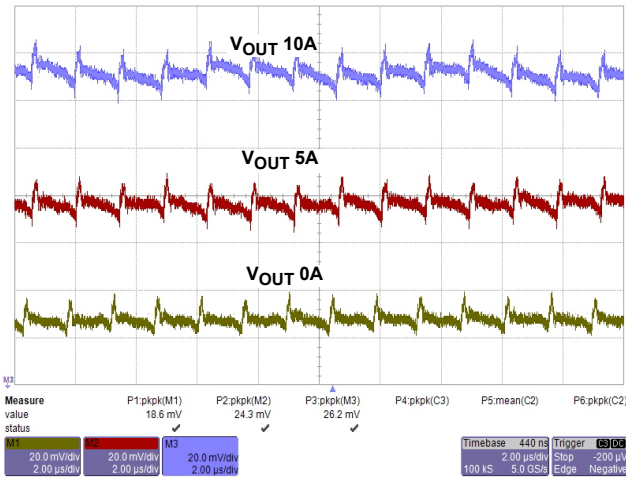 VOUT 10A
VOUT 5A
VOUT 0A
M2
Measure P1:pkpk(M1) P2:pkpk(M2) P3:pkpk(M3) P4:pkpk(C3) P5:mean(C2) P6:pkpk(C2)
value 18.6 mV 24.3 mV 26.2 mV
status ✓ ✓ ✓
M1 M2 M3 Timebase 440 ns Trigger C3 DC
20.0 mV/div 20.0 mV/div 20.0 mV/div 2.00 µs/div Stop -200 µV
2.00 µs/div 2.00 µs/div 2.00 µs/div 100 kS 5.0 GS/s Edge Negative